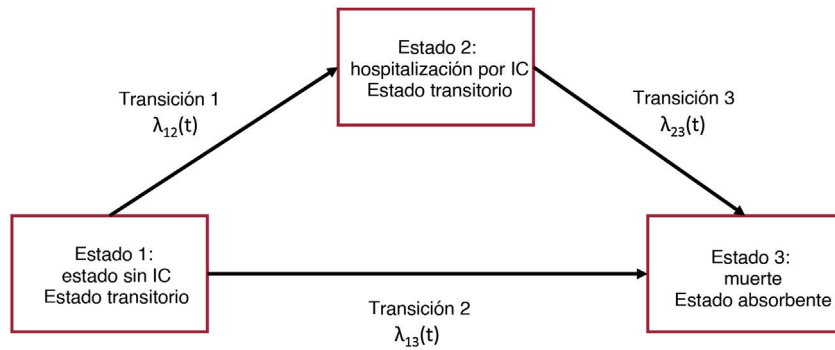 Estado 2:
hospitalización por IC
Estado transitorio
Transición 1
λ12(t)
Transición 3
λ23(t)
Estado 1:
estado sin IC
Estado transitorio
Estado 3:
muerte
Estado absorbente
Transición 2
λ13(t)